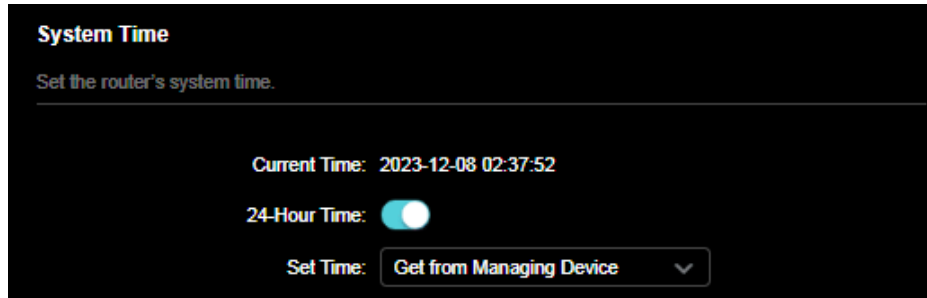 System Time
Set the router's system time.
Current Time: 2023-12-08 02:37:52
24-Hour Time:
Set Time: Get from Managing Device